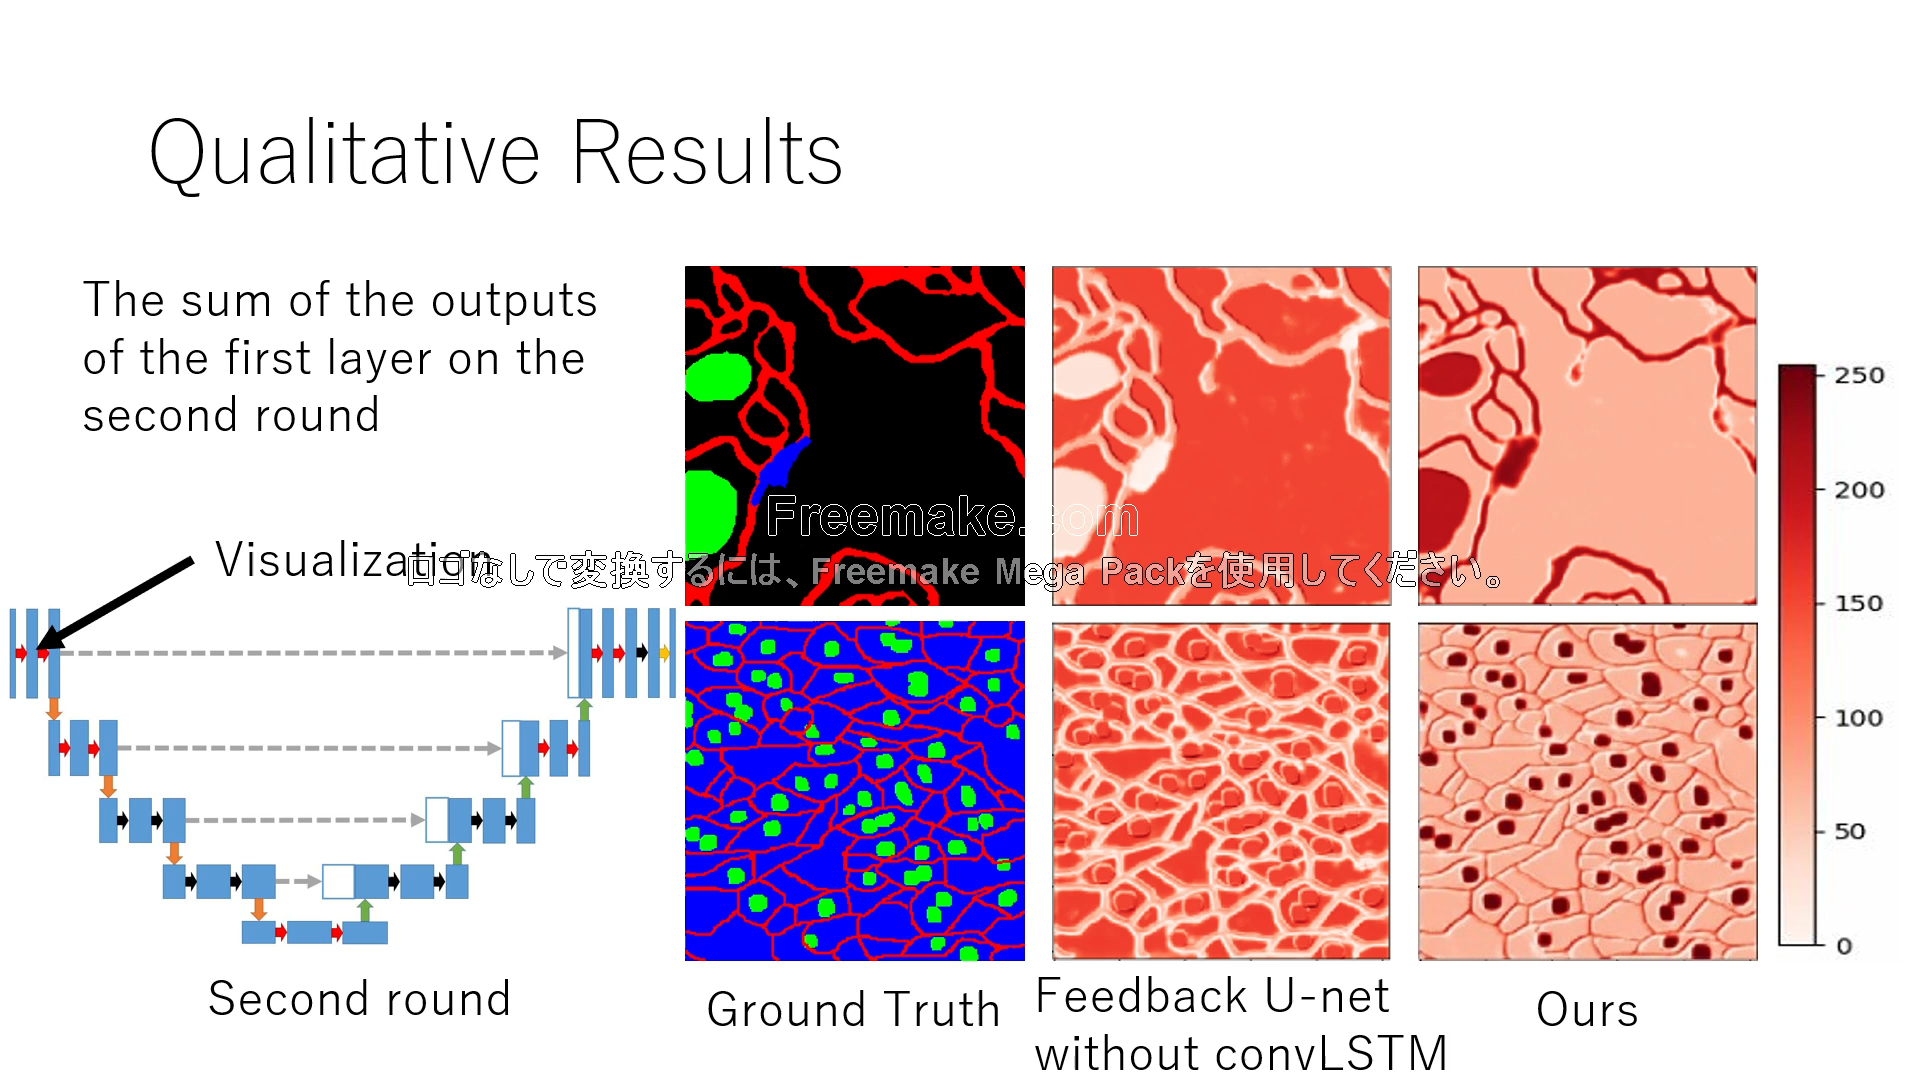 Qualitative Results
The sum of the outputs
of the first layer on the
second round
Visualization
Freemake.com
ロゴなしで変換するには、Freemake Mega Packを使用してください。
250
200
150
100
50
0
Second round
Ground Truth
Feedback U-net
without convLSTM
Ours